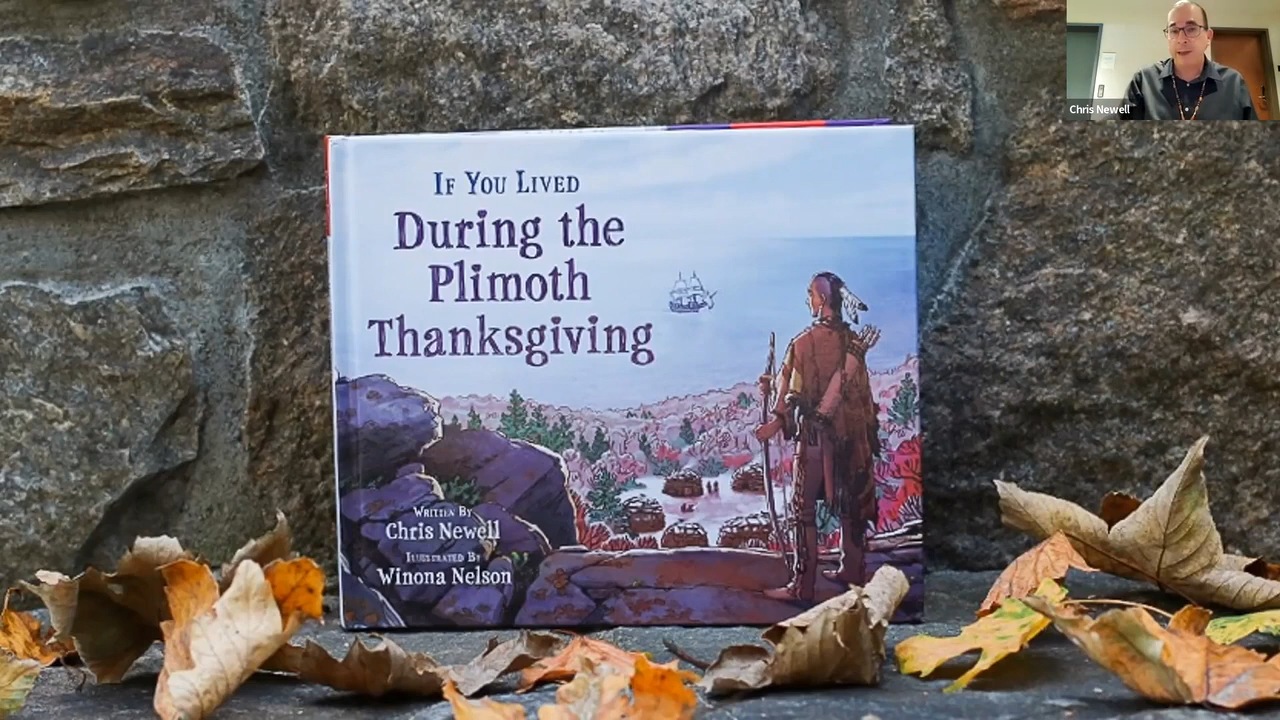 Chris Newell
If You Lived
During the
Plimoth
Thanksgiving
Written By
Chris Newell
Illustrated By
Winona Nelson